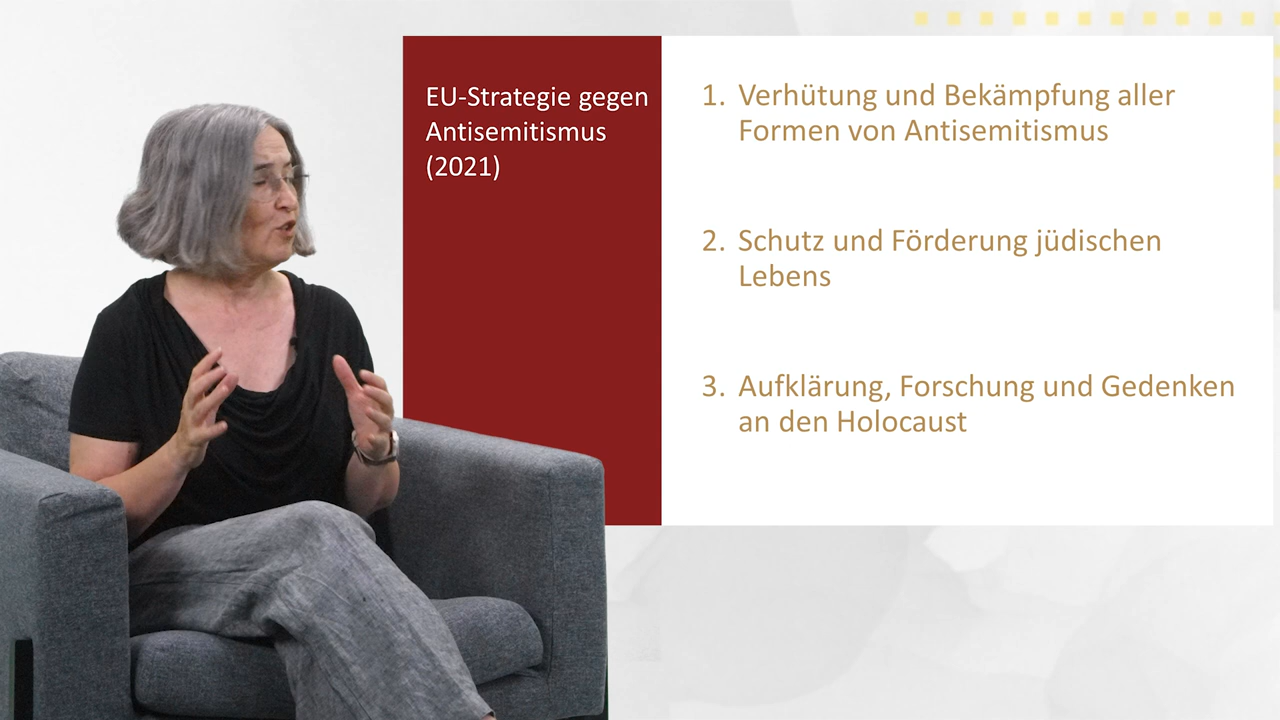 EU-Strategie gegen
Antisemitismus
(2021)
1. Verhütung und Bekämpfung aller
Formen von Antisemitismus
2. Schutz und Förderung jüdischen
Lebens
3. Aufklärung, Forschung und Gedenken
an den Holocaust